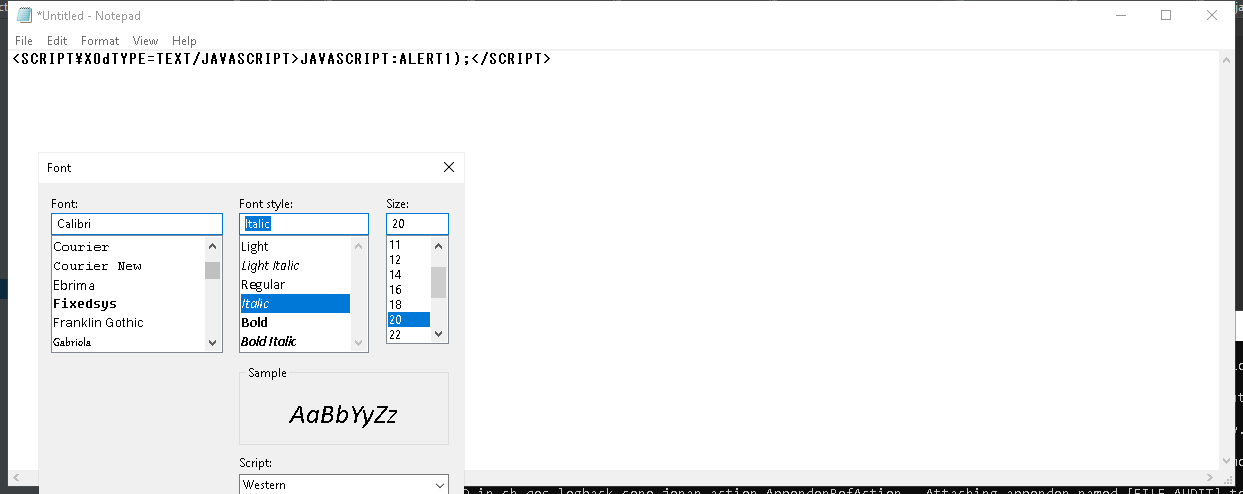 *Untitled - Notepad
File Edit Format View Help
<SCRIPT¥X0dTYPE=TEXT/JAVASCRIPT>JAVASCRIPT:ALERT1);</SCRIPT>
Font
Font: Font style: Size:
Calibri Italic 20
Courier Light 11
Courier New Light Italic 12
Ebrima Regular 14
Fixedsys Italic 16
Franklin Gothic Bold 18
Gabriola Bold Italic 20
22
Sample
AaBbYyZz
Script:
Western
in ch.qos.logback.core.joran.action.AppenderRefAction - Attaching appender named [FILE_AUDIT] t